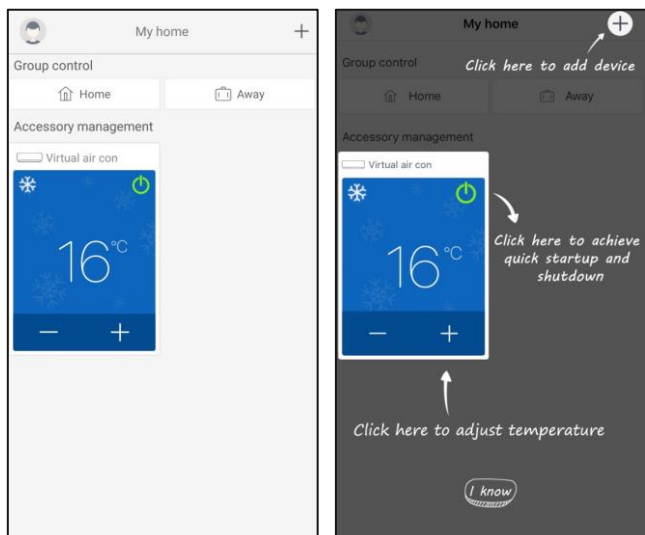 My home
+
Group control
Home
Away
Accessory management
Virtual air con
16°C
− +
My home
+
Click here to add device
Group control
Home
Away
Accessory management
Virtual air con
16°C
− +
Click here to achieve
quick startup and
shutdown
Click here to adjust temperature
I know